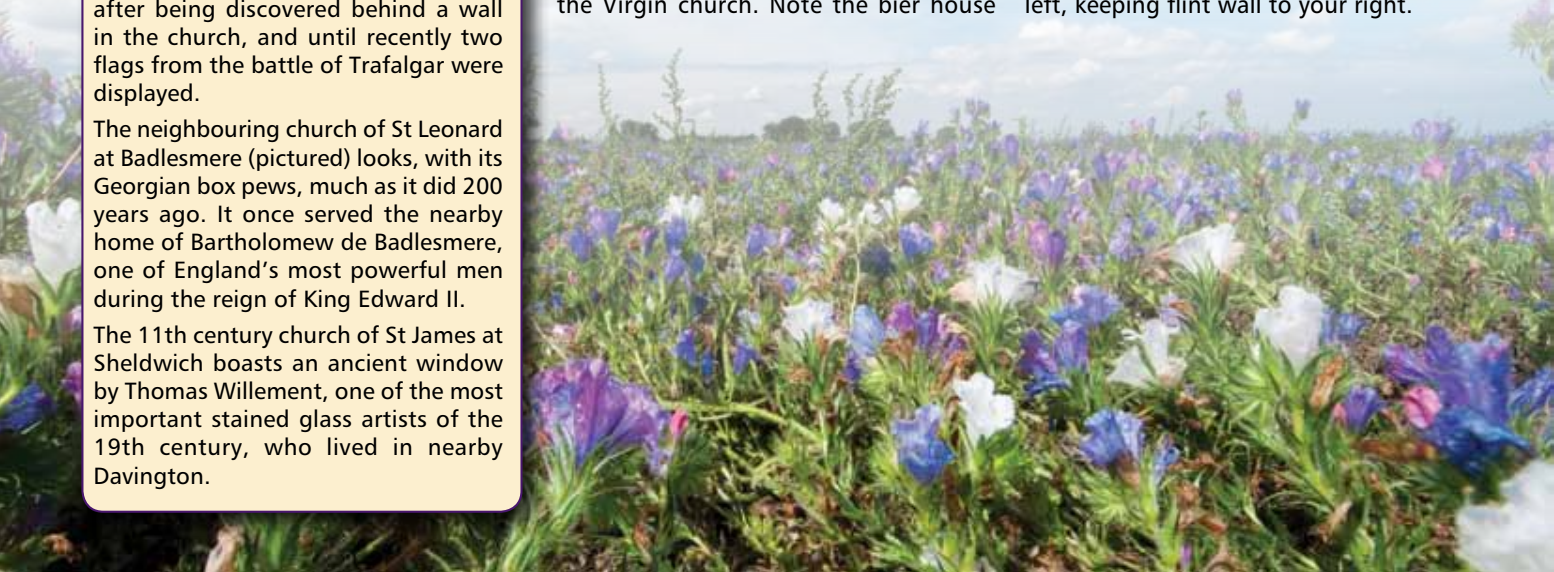 after being discovered behind a wall
in the church, and until recently two
flags from the battle of Trafalgar were
displayed.
The neighbouring church of St Leonard
at Badlesmere (pictured) looks, with its
Georgian box pews, much as it did 200
years ago. It once served the nearby
home of Bartholomew de Badlesmere,
one of England's most powerful men
during the reign of King Edward II.
The 11th century church of St James at
Sheldwich boasts an ancient window
by Thomas Willement, one of the most
important stained glass artists of the
19th century, who lived in nearby
Davington.
the Virgin church. Note the bier house
left, keeping flint wall to your right.